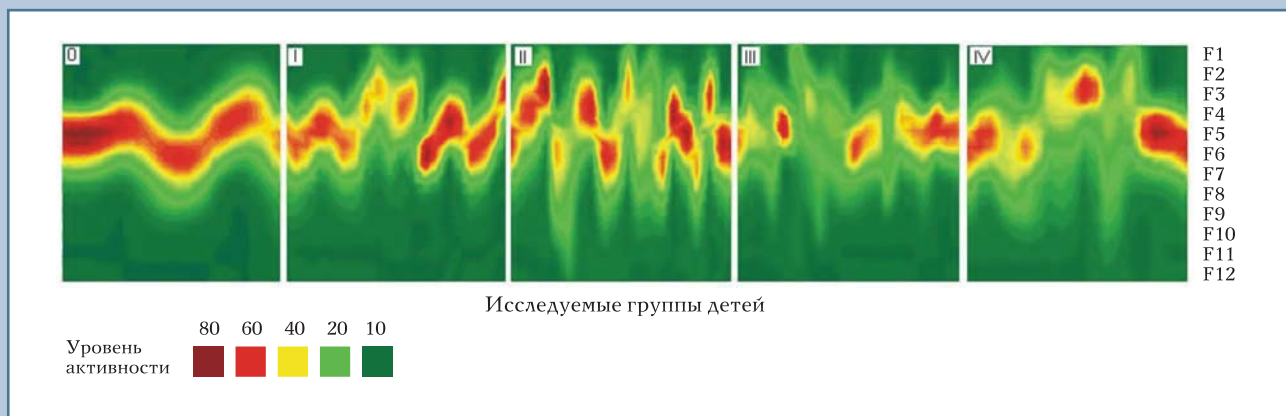 0 I II III IV
F1
F2
F3
F4
F5
F6
F7
F8
F9
F10
F11
F12
Исследуемые группы детей
80 60 40 20 10
Уровень
активности